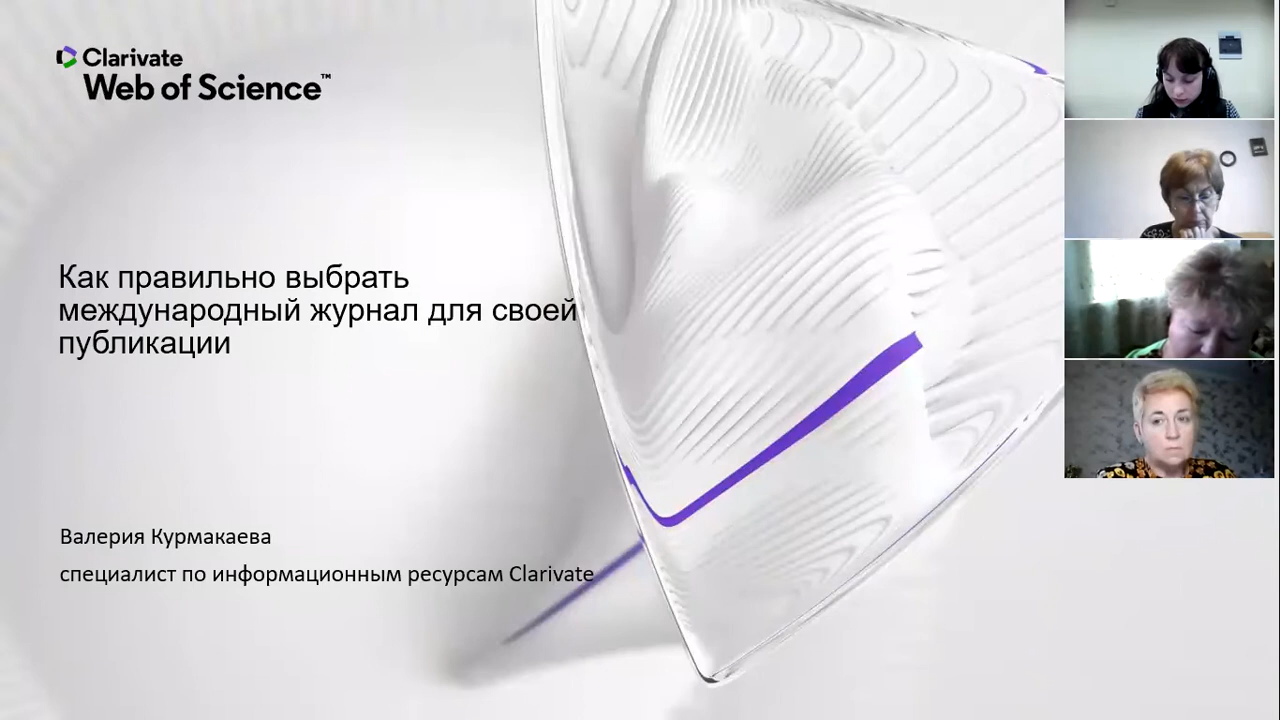 Clarivate
Web of Science™
Как правильно выбрать
международный журнал для своей
публикации
Валерия Курмакаева
специалист по информационным ресурсам Clarivate